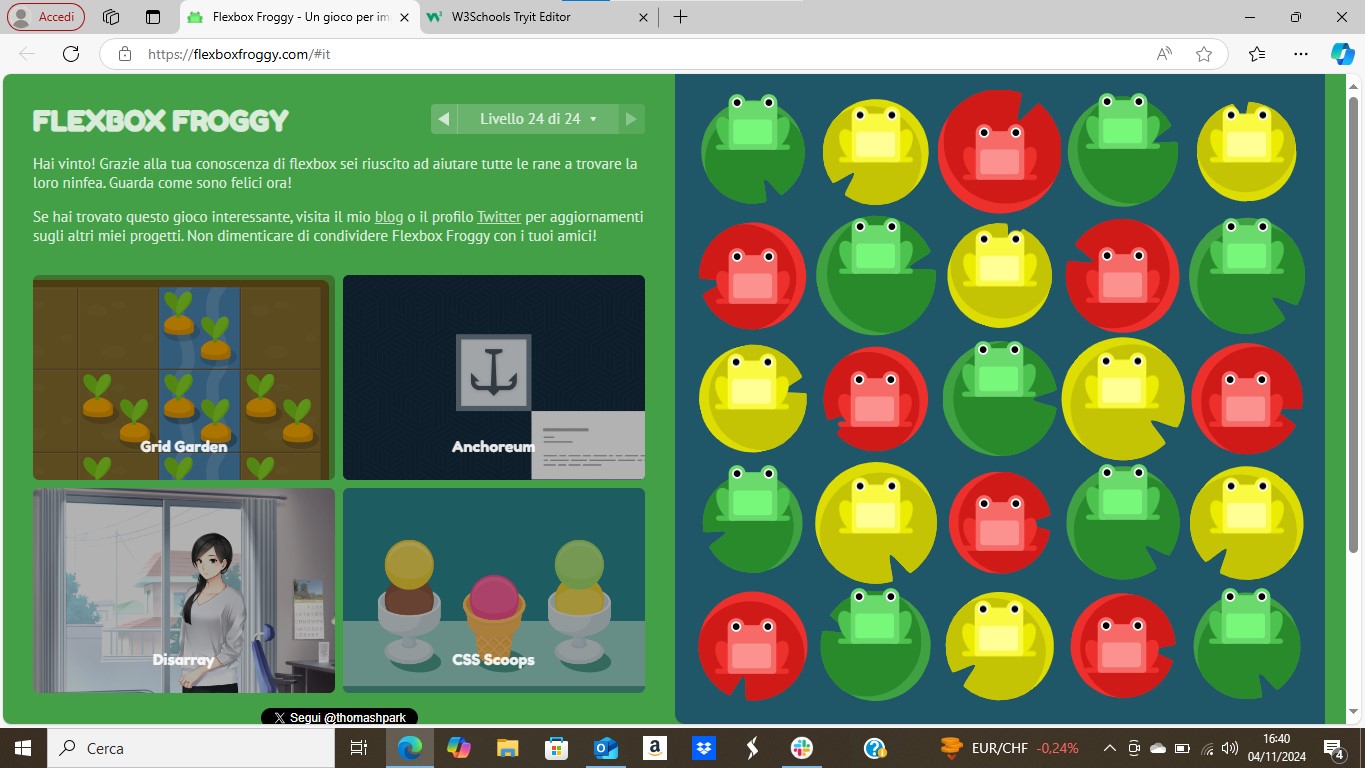 Accedi
Flexbox Froggy - Un gioco per im
W3Schools Tryit Editor
https://flexboxfroggy.com/#it
FLEXBOX FROGGY
Livello 24 di 24
Hai vinto! Grazie alla tua conoscenza di flexbox sei riuscito ad aiutare tutte le rane a trovare la
loro ninfea. Guarda come sono felici ora!
Se hai trovato questo gioco interessante, visita il mio blog o il profilo Twitter per aggiornamenti
sugli altri miei progetti. Non dimenticare di condividere Flexbox Froggy con i tuoi amici!
Grid Garden
Anchoreum
Disarray
CSS Scoops
X Segui @thomashpark
Cerca
EUR/CHF -0,24%
16:40
04/11/2024
4